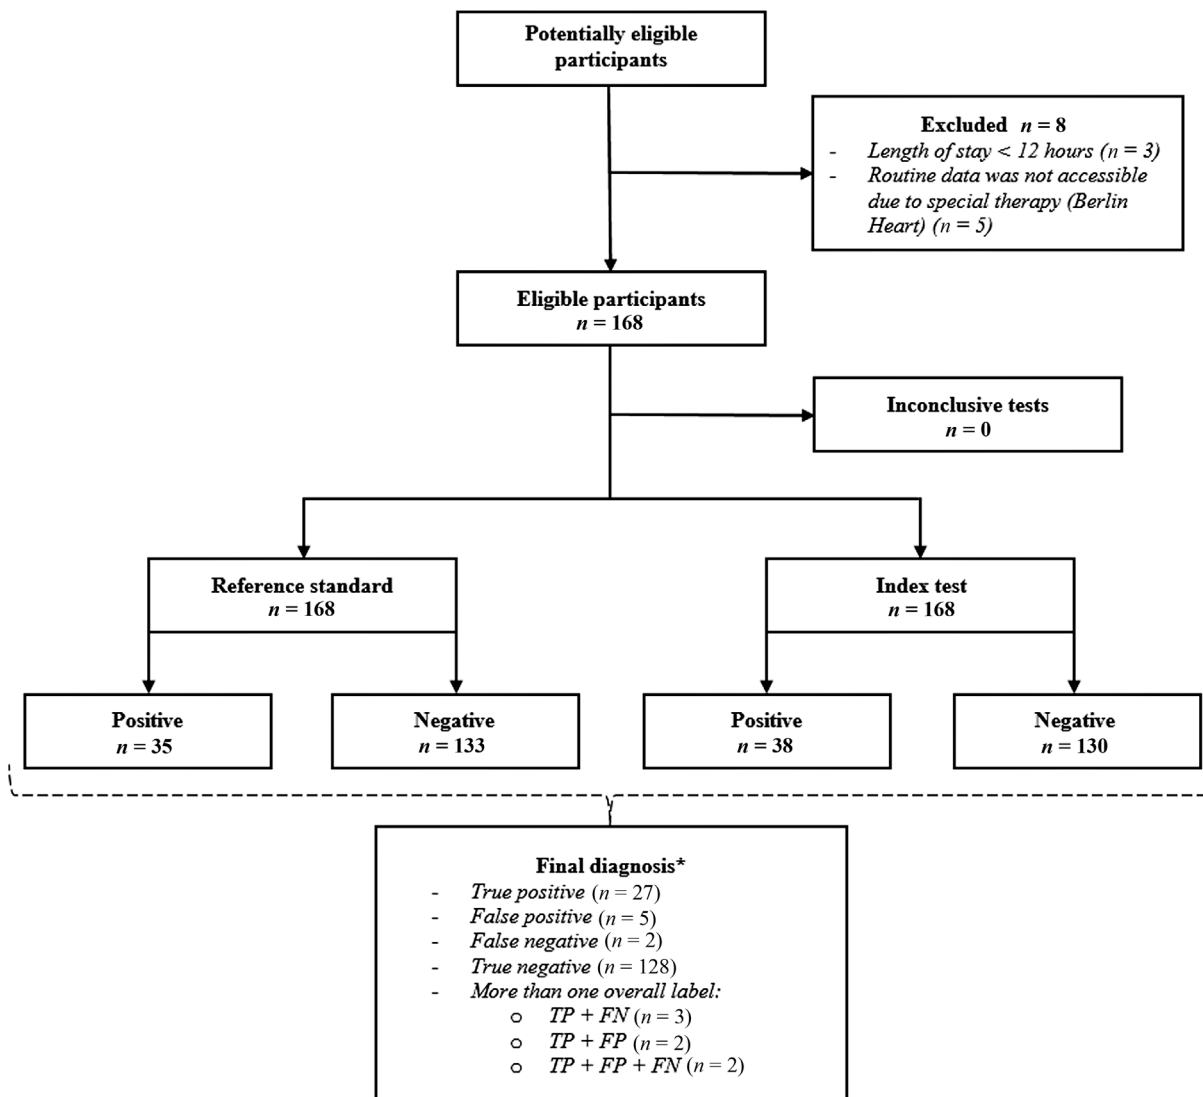 Potentially eligible
participants
Excluded n = 8
- Length of stay < 12 hours (n = 3)
- Routine data was not accessible
due to special therapy (Berlin
Heart) (n = 5)
Eligible participants
n = 168
Inconclusive tests
n = 0
Reference standard
n = 168
Index test
n = 168
Positive
n = 35
Negative
n = 133
Positive
n = 38
Negative
n = 130
Final diagnosis*
- True positive (n = 27)
- False positive (n = 5)
- False negative (n = 2)
- True negative (n = 128)
- More than one overall label:
o TP + FN (n = 3)
o TP + FP (n = 2)
o TP + FP + FN (n = 2)